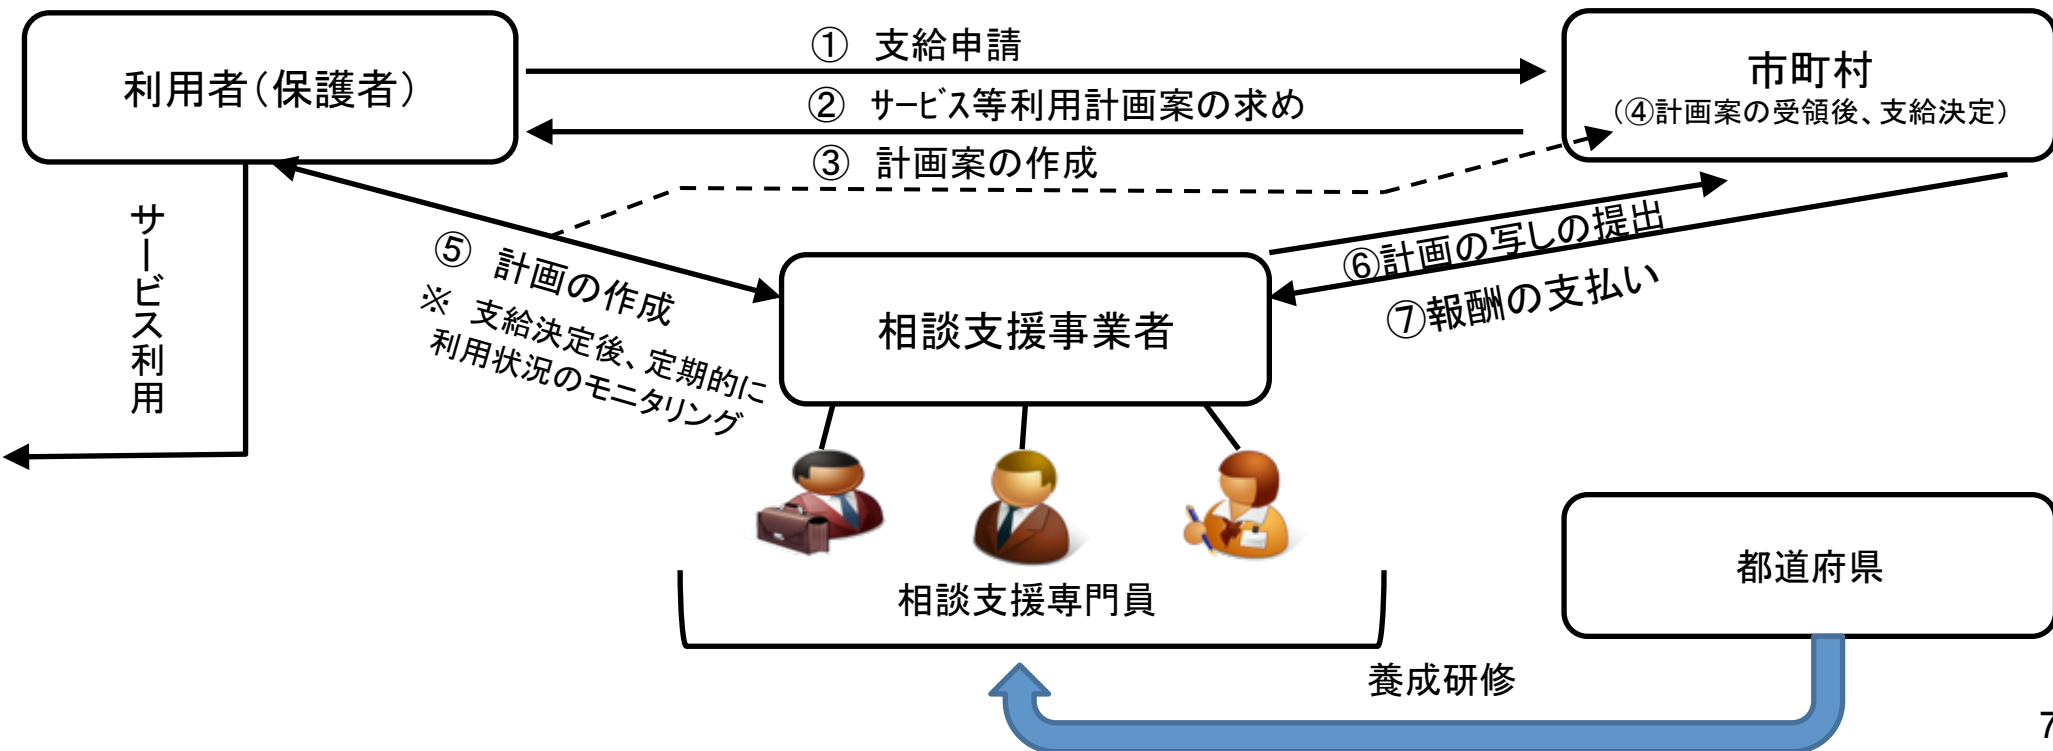 利用者（保護者）
① 支給申請
② サービス等利用計画案の求め
③ 計画案の作成
市町村
（④計画案の受領後、支給決定）
サービス利用
⑤ 計画の作成
※ 支給決定後、定期的に
利用状況のモニタリング
⑥計画の写しの提出
⑦報酬の支払い
相談支援事業者
相談支援専門員
都道府県
養成研修
7